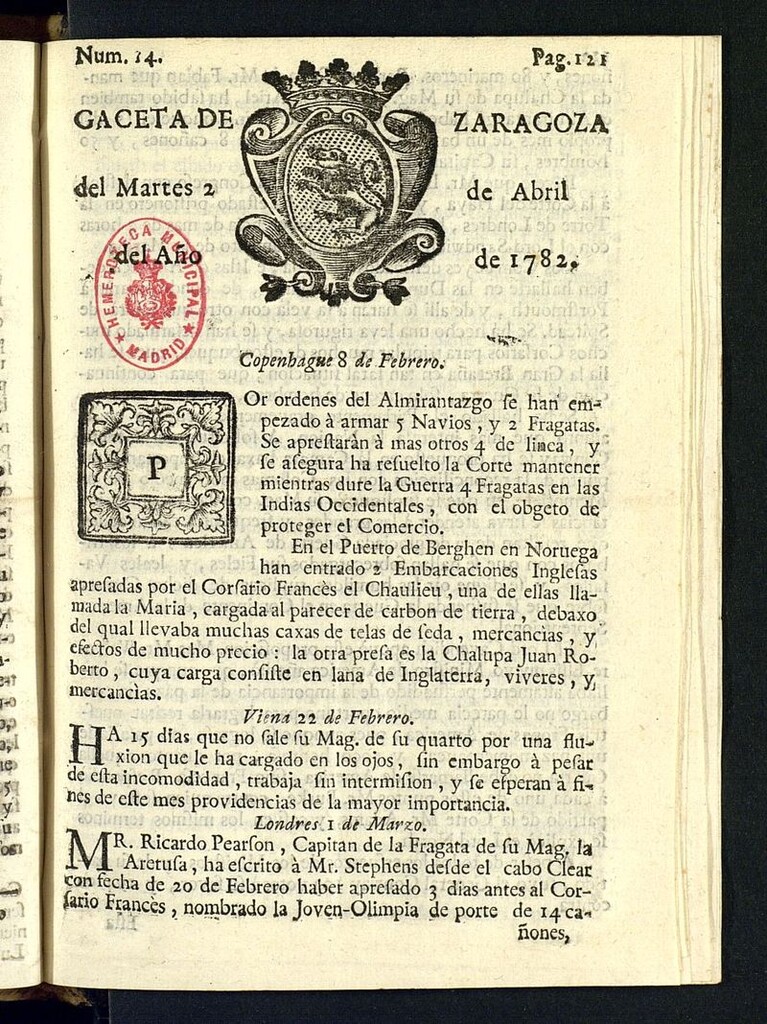 Num. 14. Pag. 121
GACETA DE ZARAGOZA
del Martes 2 de Abril
del Año de 1782.
HEMEROTECA MUNICIPAL
★ MADRID ★
Copenhague 8 de Febrero.
POr ordenes del Almirantazgo ſe han em-
pezado à armar 5 Navios, y 2 Fragatas.
Se apreſtaràn à mas otros 4 de linea, y
ſe aſegura ha reſuelto la Corte mantener
mientras dure la Guerra 4 Fragatas en las
Indias Occidentales, con el obgeto de
proteger el Comercio.
En el Puerto de Berghen en Noruega
han entrado 2 Embarcaciones Ingleſas
apreſadas por el Corſario Francès el Chaulieu, una de ellas lla-
mada la Maria, cargada al parecer de carbon de tierra, debaxo
del qual llevaba muchas caxas de telas de ſeda, mercancìas, y
efectos de mucho precio : la otra preſa es la Chalupa Juan Ro-
berto, cuya carga conſiſte en lana de Inglaterra, viveres, y
mercancìas.
Viena 22 de Febrero.
HA 15 dias que no ſale ſu Mag. de ſu quarto por una flu-
xion que le ha cargado en los ojos, ſin embargo à peſar
de eſta incomodidad, trabaja ſin intermiſion, y ſe eſperan à fi-
nes de eſte mes providencias de la mayor importancia.
Londres 1 de Marzo.
MR. Ricardo Pearſon, Capitan de la Fragata de ſu Mag. la
Aretuſa, ha eſcrito à Mr. Stephens deſde el cabo Clear
con fecha de 20 de Febrero haber apreſado 3 dias antes al Cor-
ſario Francès, nombrado la Joven-Olimpia de porte de 14 ca-
ñones,